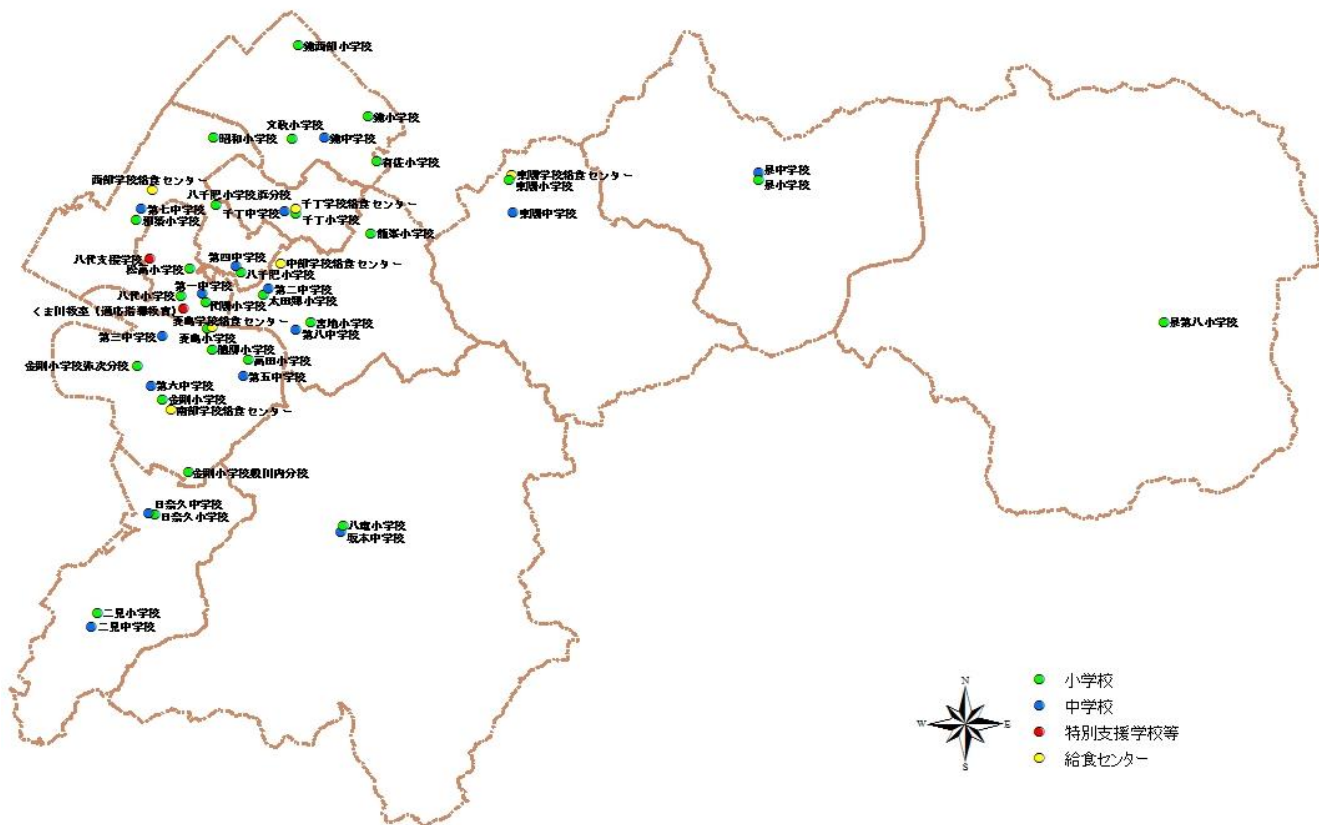 鏡西部小学校
鏡小学校
文政小学校
昭和小学校
鏡中学校
有佐小学校
西部学校給食センター
東陽学校給食センター
東陽小学校
泉中学校
泉小学校
八千把小学校浜分校
千丁学校給食センター
第七中学校
千丁中学校
千丁小学校
東陽中学校
郡築小学校
龍峯小学校
八代支援学校
松高小学校
第四中学校
中部学校給食センター
八千把小学校
第一中学校
第二中学校
八代小学校
代陽小学校
太田郷小学校
くま川教室(適応指導教室)
麦島学校給食センター
宮地小学校
泉第八小学校
第三中学校
麦島小学校
第八中学校
植柳小学校
高田小学校
金剛小学校弥次分校
第五中学校
第六中学校
金剛小学校
南部学校給食センター
金剛小学校敷川内分校
日奈久中学校
日奈久小学校
八竜小学校
坂本中学校
二見小学校
二見中学校
N
W
E
S
小学校
中学校
特別支援学校等
給食センター